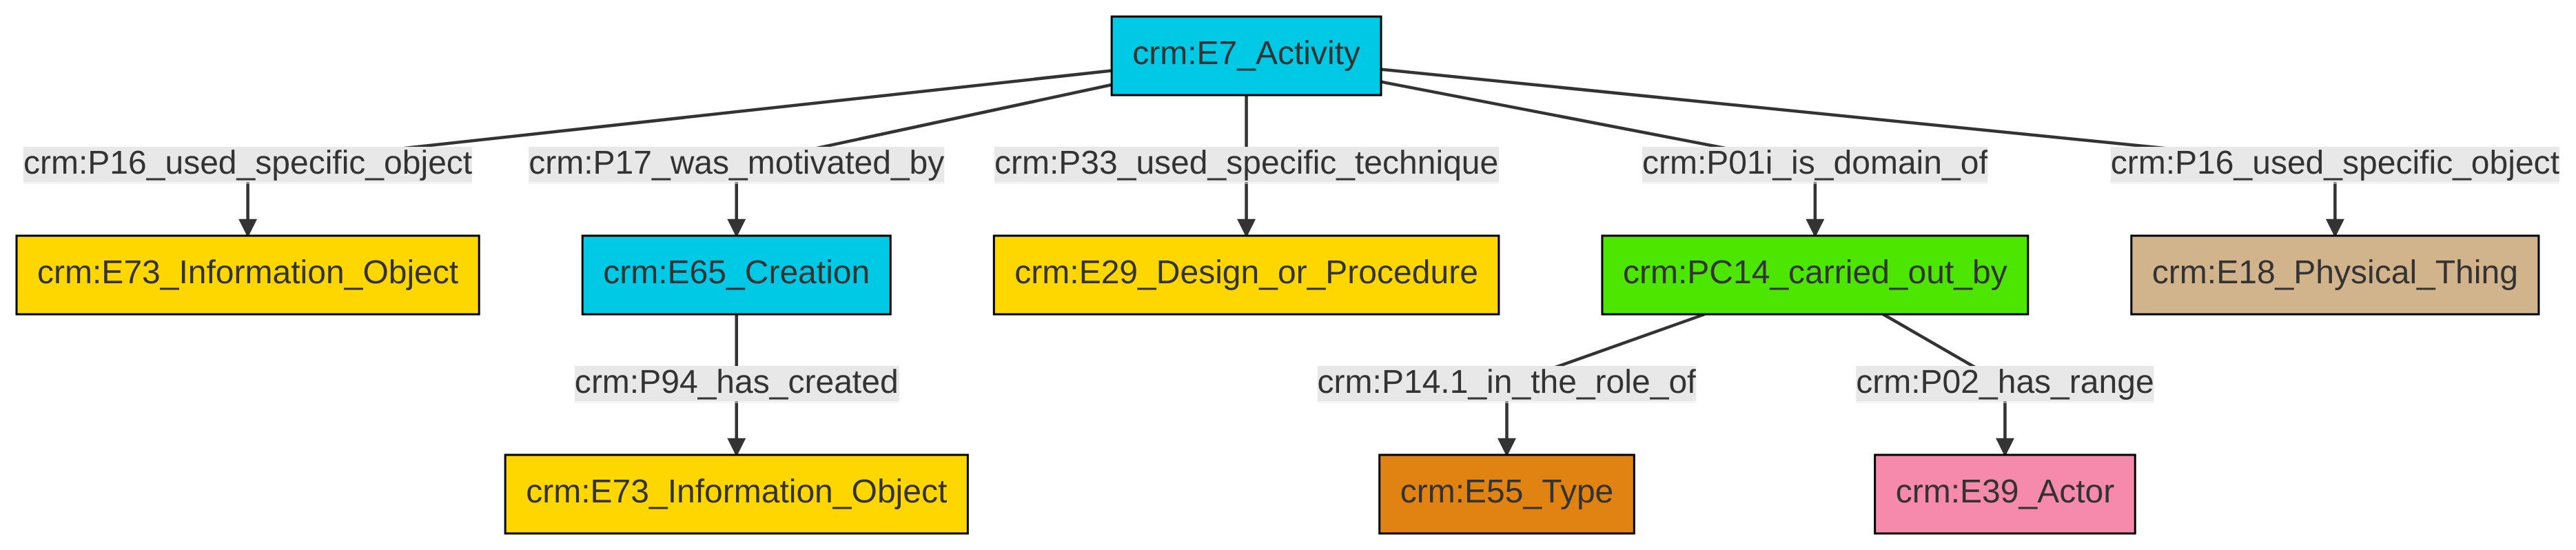 crm:E7_Activity
crm:P16_used_specific_object
crm:P17_was_motivated_by
crm:P33_used_specific_technique
crm:P01i_is_domain_of
crm:P16_used_specific_object
crm:E73_Information_Object
crm:E65_Creation
crm:E29_Design_or_Procedure
crm:PC14_carried_out_by
crm:E18_Physical_Thing
crm:P94_has_created
crm:P14.1_in_the_role_of
crm:P02_has_range
crm:E73_Information_Object
crm:E55_Type
crm:E39_Actor